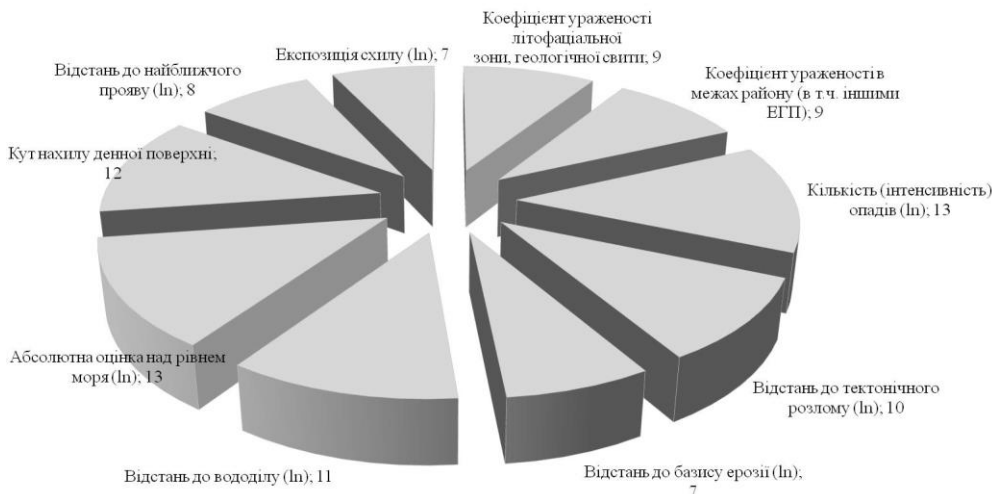 Коефіцієнт ураженості
літофаціальної
зони, геологічної свити; 9
Коефіцієнт ураженості в
межах району (в т.ч. іншими
ЕГП); 9
Кількість (інтенсивність)
опадів (ln); 13
Відстань до тектонічного
розлому (ln); 10
Відстань до базису ерозії (ln);
7
Відстань до вододілу (ln); 11
Абсолютна оцінка над рівнем
моря (ln); 13
Кут нахилу денної поверхні;
12
Відстань до найближчого
прояву (ln); 8
Експозиція схилу (ln); 7